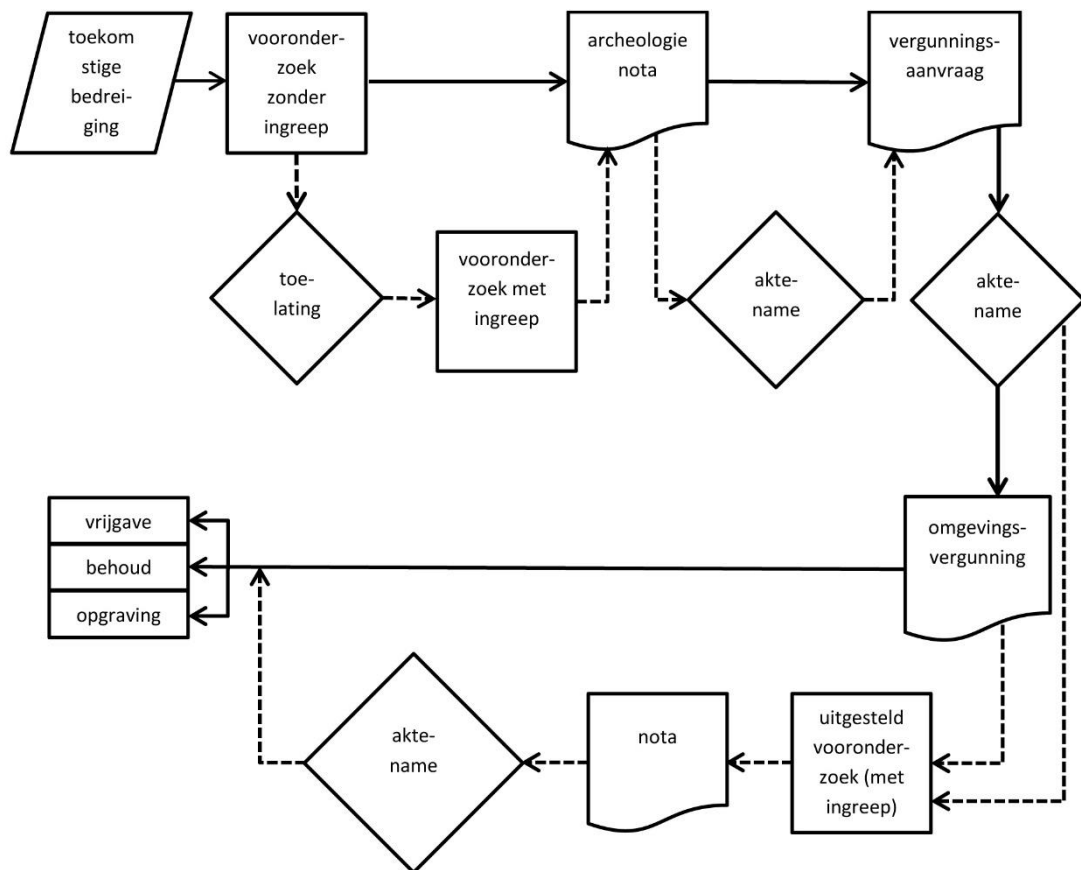 toekom
stige
bedrei-
ging
vooronder-
zoek
zonder
ingreep
archeologie
nota
vergunnings-
aanvraag
toe-
lating
vooronder-
zoek met
ingreep
akte-
name
akte-
name
omgevings-
vergunning
vrijgave
behoud
opgraving
akte-
name
nota
uitgesteld
vooronder-
zoek (met
ingreep)